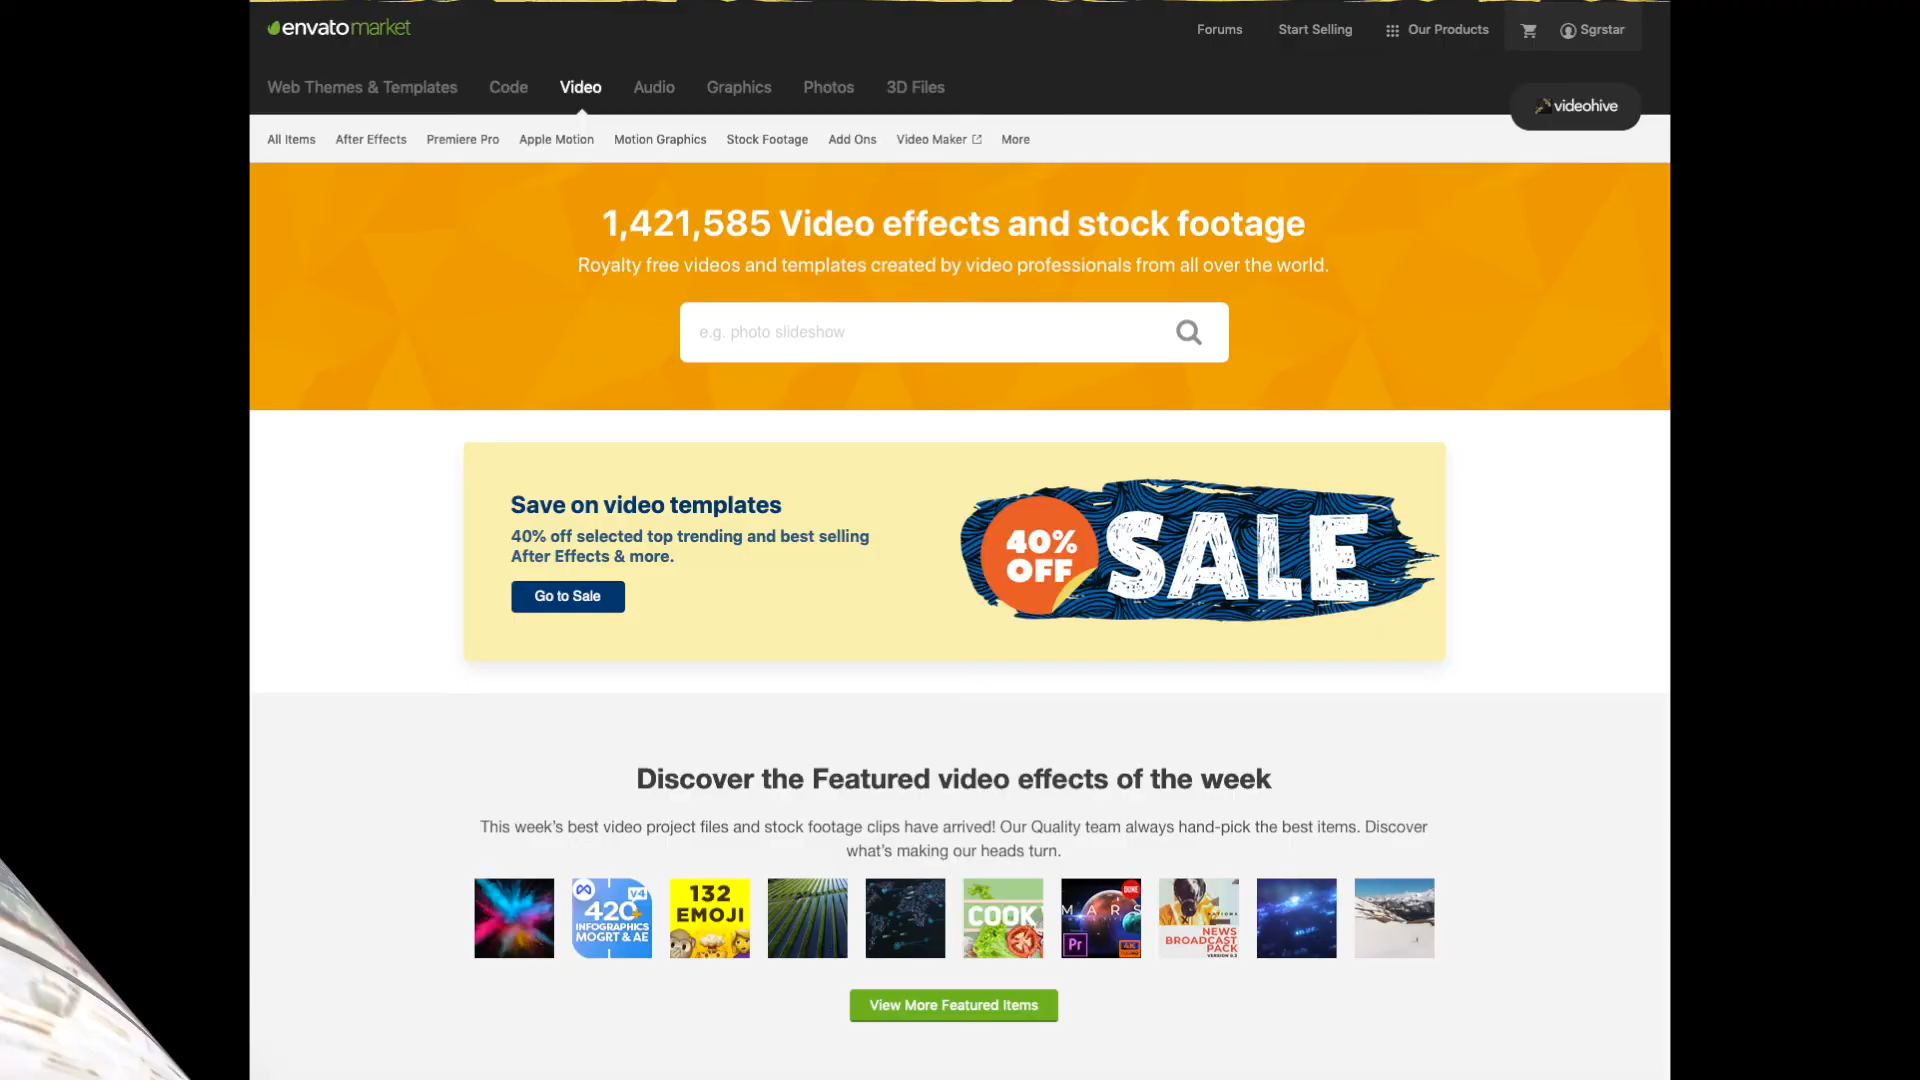 envatomarket
Forums Start Selling Our Products Sgrstar
Web Themes & Templates Code Video Audio Graphics Photos 3D Files
videohive
All Items After Effects Premiere Pro Apple Motion Motion Graphics Stock Footage Add Ons Video Maker More
1,421,585 Video effects and stock footage
Royalty free videos and templates created by video professionals from all over the world.
e.g. photo slideshow
Save on video templates
40% off selected top trending and best selling
After Effects & more.
Go to Sale
40%
OFF
SALE
Discover the Featured video effects of the week
This week's best video project files and stock footage clips have arrived! Our Quality team always hand-pick the best items. Discover
what's making our heads turn.
V4
420+
INFOGRAPHICS
MOGRT & AE
132
EMOJI
COOK
DUNE
MARS
Pr
4K
NEWS
BROADCAST
PACK
View More Featured Items